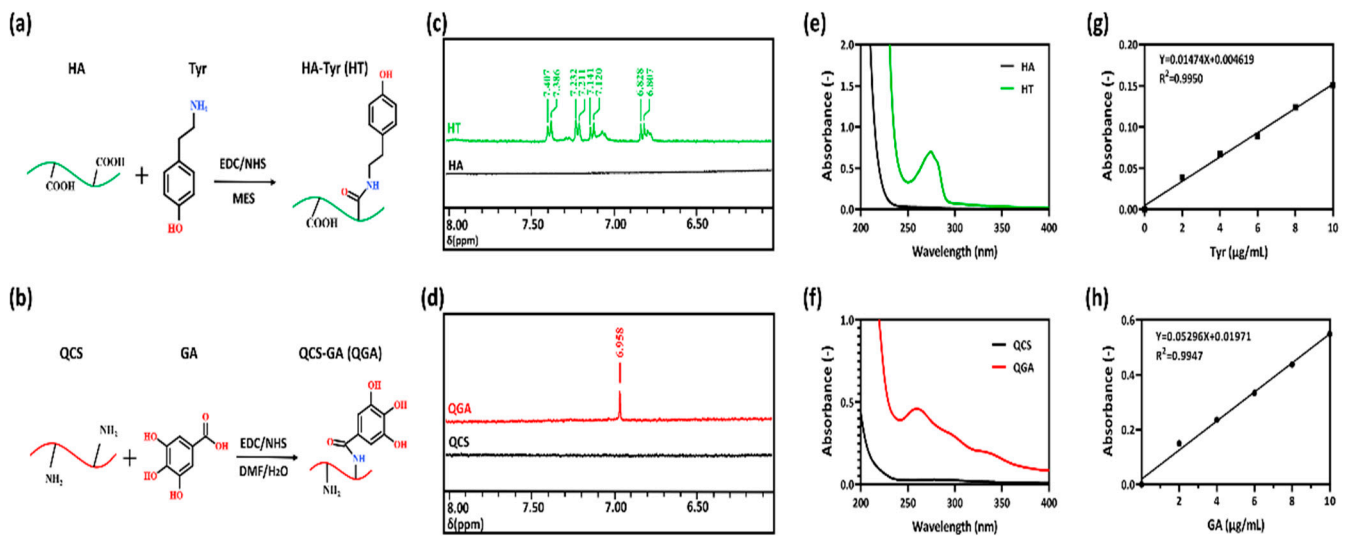 (a)
HA
Tyr
HA-Tyr (HT)
OH
NH₂
COOH
COOH
+
EDC/NHS
MES
HO
O
NH
COOH
(c)
7.407
7.386
7.232
7.211
7.141
7.120
6.828
6.807
HT
HA
8.00
7.50
7.00
6.50
δ(ppm)
(e)
Absorbance (-)
2.0
1.5
1.0
0.5
0.0
HA
HT
200
250
300
350
400
Wavelength (nm)
(g)
Absorbance (-)
0.20
0.15
0.10
0.05
0.00
Y=0.01474X+0.004619
R²=0.9950
0
2
4
6
8
10
Tyr (μg/mL)
(b)
QCS
GA
QCS-GA (QGA)
NH₂
NH₂
+
HO
HO
HO
O
OH
EDC/NHS
DMF/H2O
OH
OH
OH
O
NH
NH₂
(d)
6.958
QGA
QCS
8.00
7.50
7.00
6.50
δ(ppm)
(f)
Absorbance (-)
1.0
0.5
0.0
QCS
QGA
200
250
300
350
400
Wavelength (nm)
(h)
Absorbance (-)
0.6
0.4
0.2
0.0
Y=0.05296X+0.01971
R²=0.9947
2
4
6
8
10
GA (μg/mL)